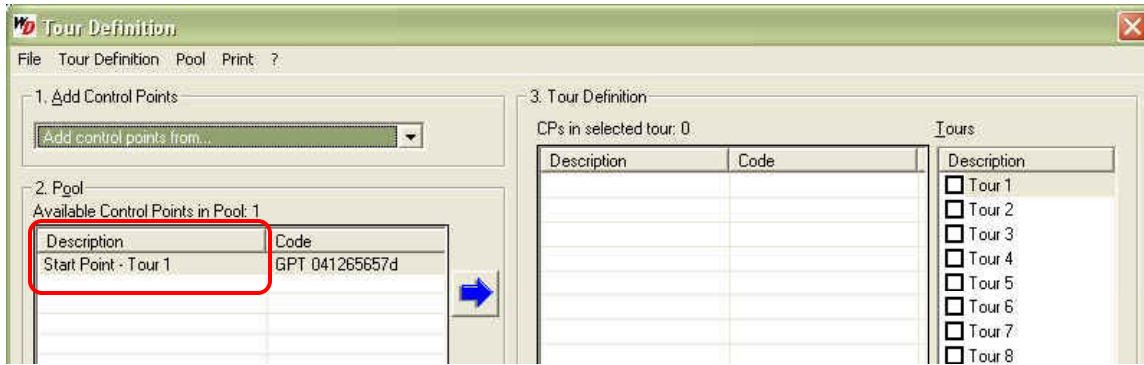 WD Tour Definition
File Tour Definition Pool Print ?
1. Add Control Points
Add control points from...
2. Pool
Available Control Points in Pool: 1
Description Code
Start Point - Tour 1 GPT 041265657d
3. Tour Definition
CPs in selected tour: 0
Description Code
Tours
Description
Tour 1
Tour 2
Tour 3
Tour 4
Tour 5
Tour 6
Tour 7
Tour 8